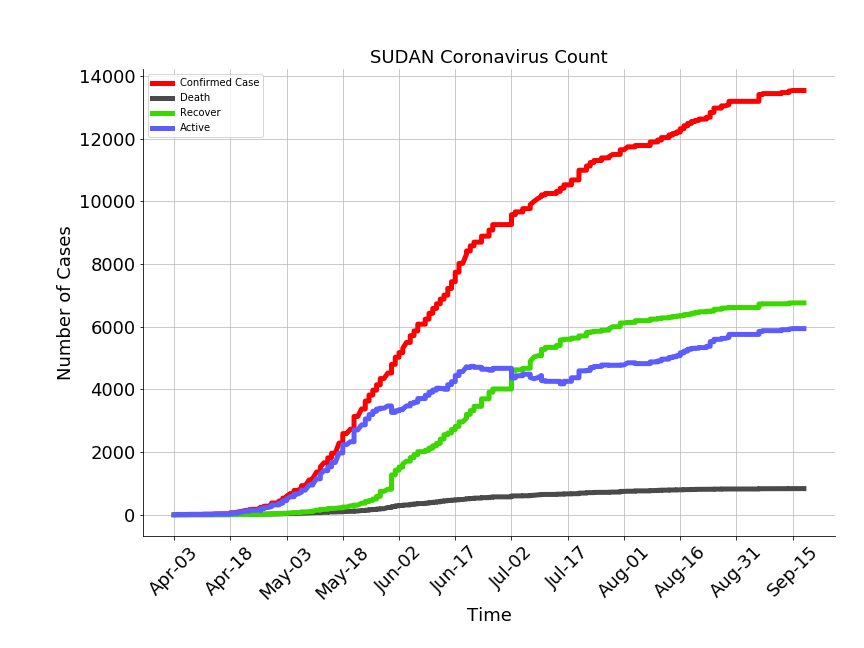 SUDAN Coronavirus Count
Confirmed Case
Death
Recover
Active
Number of Cases
14000
12000
10000
8000
6000
4000
2000
0
Apr-03
Apr-18
May-03
May-18
Jun-02
Jun-17
Jul-02
Jul-17
Aug-01
Aug-16
Aug-31
Sep-15
Time